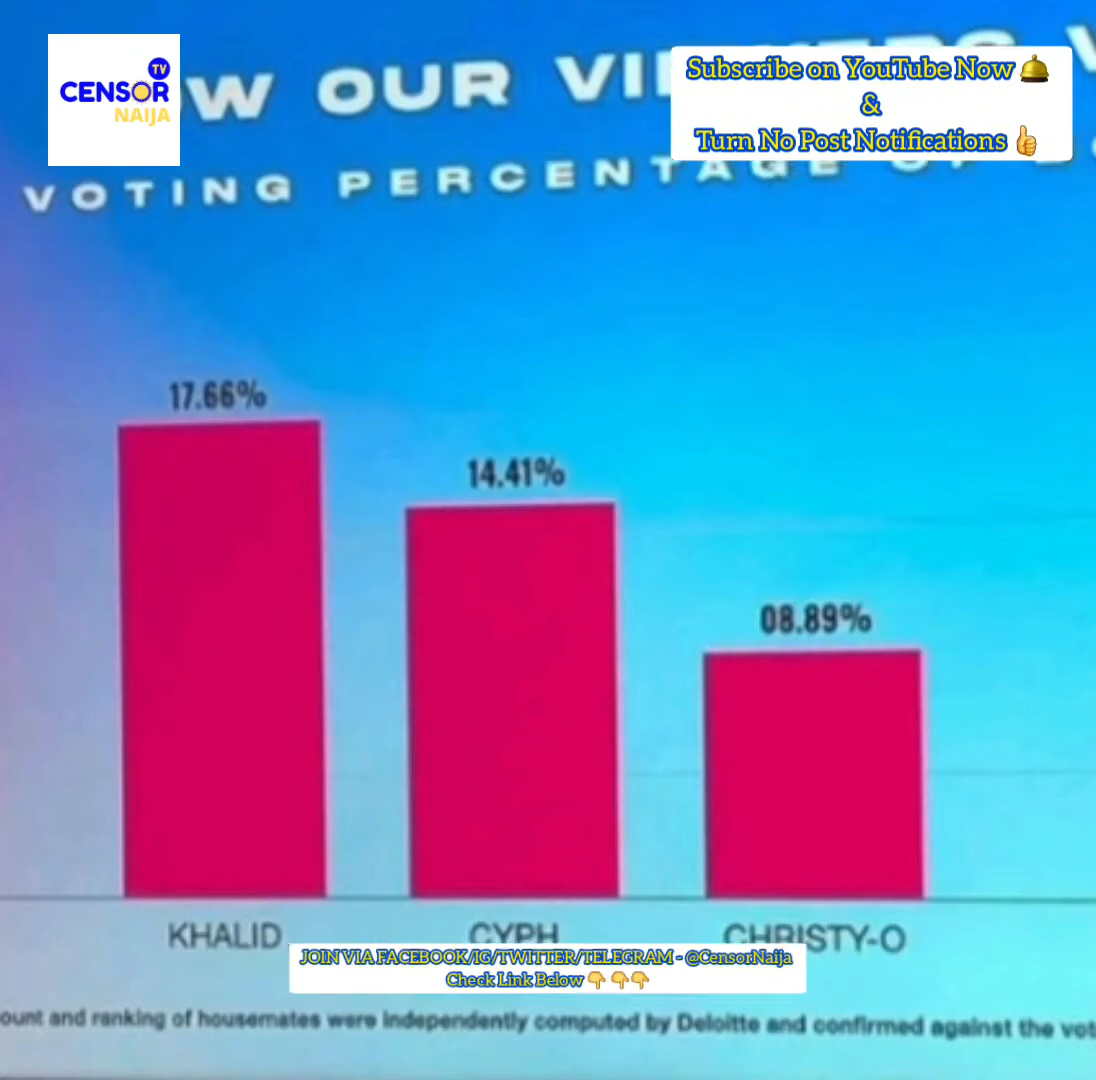 TV
CENSOR
NAIJA
OUR
Subscribe on YouTube Now 🛎️
&
Turn No Post Notifications 👍
VOTING PERCENTAGE
17.66%
14.41%
08.89%
KHALID CYPH CHRISTY-O
JOIN VIA FACEBOOK/IG/TWITTER/TELEGRAM - @CensorNaija
Check Link Below 👇👇👇
ount and ranking of housemates were independently computed by Deloitte and confirmed against the vot